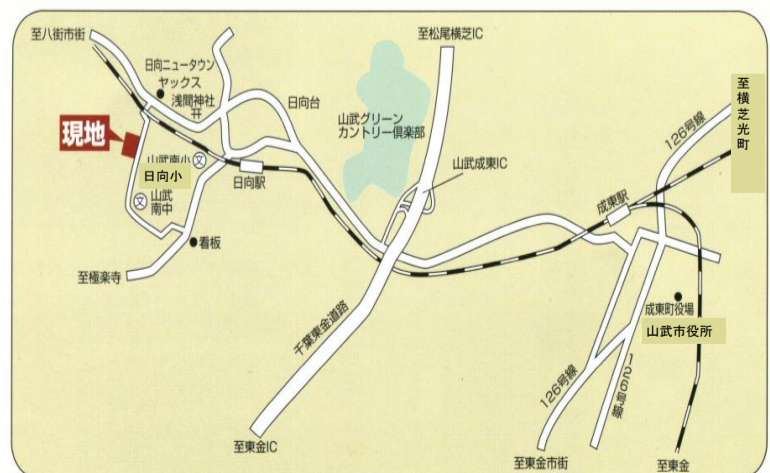 至八街市街
日向ニュータウン
ヤックス
浅間神社
日向台
至松尾横芝IC
山武グリーン
カントリー倶楽部
至横芝光町
126号線
現地
山武南小
文
日向小
日向駅
山武成東IC
文
山武
南中
成東駅
看板
至極楽寺
成東町役場
山武市役所
千葉東金道路
126号線
126号線
至東金IC
至東金市街
至東金